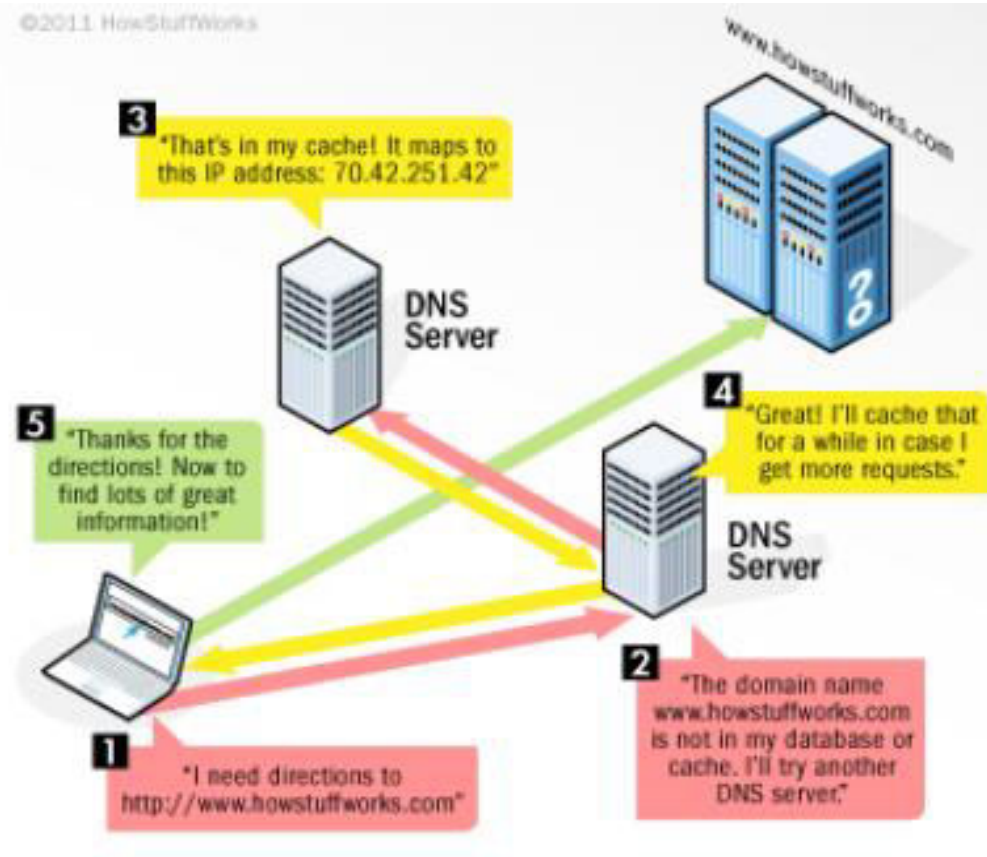 ©2011 HowStuffWorks
www.howstuffworks.com
3
"That's in my cache! It maps to
this IP address: 70.42.251.42"
DNS
Server
4
"Great! I'll cache that
for a while in case I
get more requests."
5
"Thanks for the
directions! Now to
find lots of great
information!"
DNS
Server
2
"The domain name
www.howstuffworks.com
is not in my database or
cache. I'll try another
DNS server."
1
"I need directions to
http://www.howstuffworks.com"